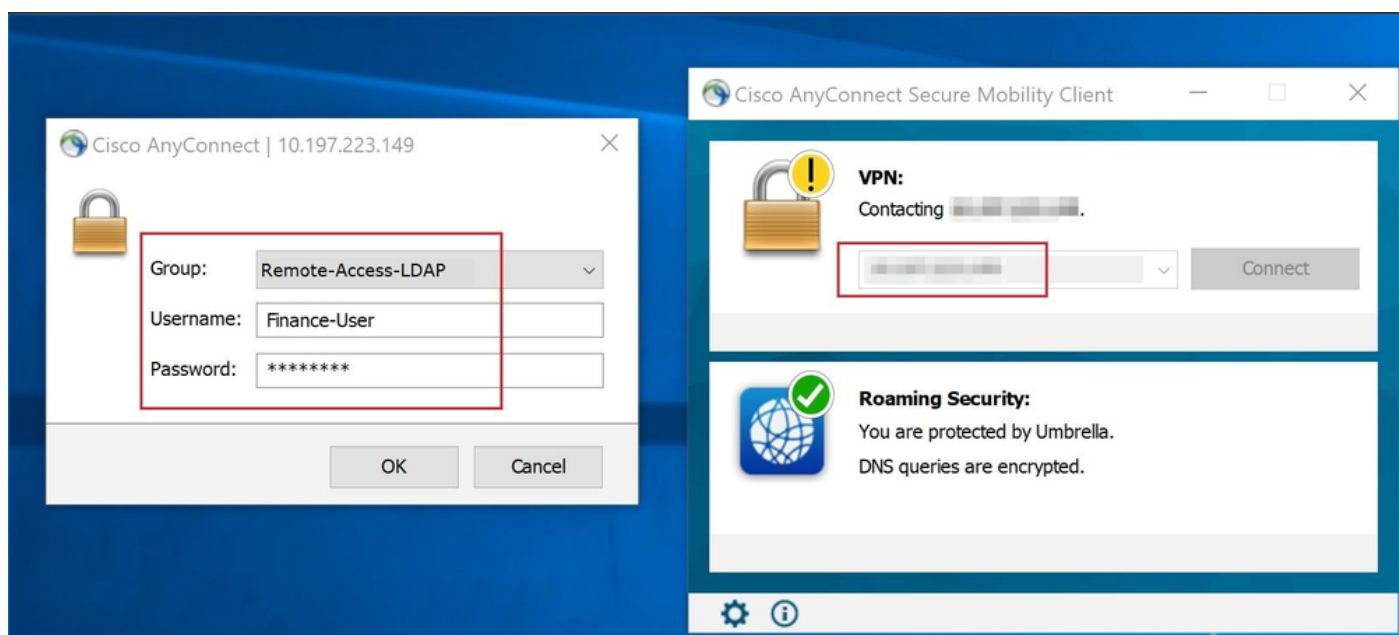 Cisco AnyConnect | 10.197.223.149
Group: Remote-Access-LDAP
Username: Finance-User
Password: ********
OK Cancel
Cisco AnyConnect Secure Mobility Client
VPN:
Contacting .
Connect
Roaming Security:
You are protected by Umbrella.
DNS queries are encrypted.